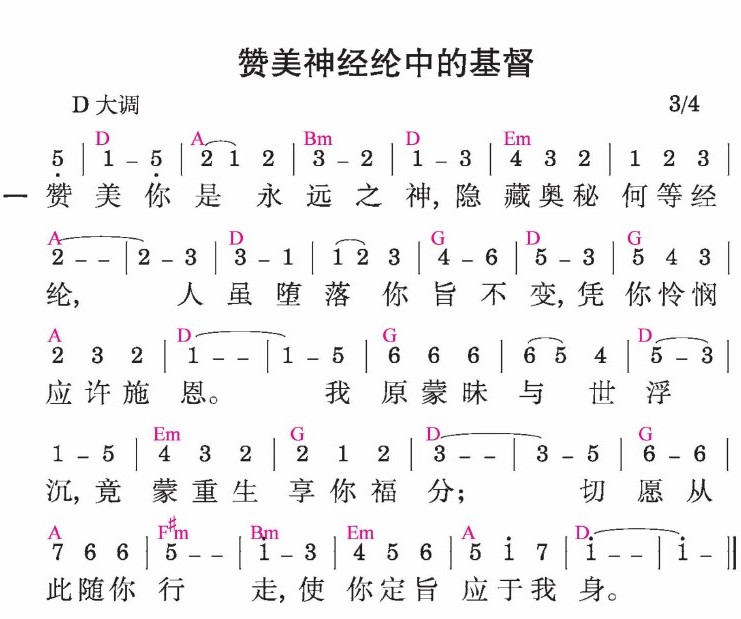 赞美神经纶中的基督
D 大调 3/4
D A Bm D Em
5 | 1 - 5 | 2 1 2 | 3 - 2 | 1 - 3 | 4 3 2 | 1 2 3 |
一 赞 美 你 是 永 远 之 神, 隐 藏 奥 秘 何 等 经
A D G D G
2 - - | 2 - 3 | 3 - 1 | 1 2 3 | 4 - 6 | 5 - 3 | 5 4 3 |
纶, 人 虽 堕 落 你 旨 不 变, 凭 你 怜 悯
A D G D
2 3 2 | 1 - - | 1 - 5 | 6 6 6 | 6 5 4 | 5 - 3 |
应 许 施 恩。 我 原 蒙 昧 与 世 浮
Em G D G
1 - 5 | 4 3 2 | 2 1 2 | 3 - - | 3 - 5 | 6 - 6 |
沉, 竟 蒙 重 生 享 你 福 分; 切 愿 从
A F#m Bm Em A D
7 6 6 | 5 - - | i - 3 | 4 5 6 | 5 i 7 | i - - | i - ||
此 随 你 行 走, 使 你 定 旨 应 于 我 身。